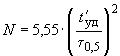 N = 5,55·(t′уд / τ0,5)²